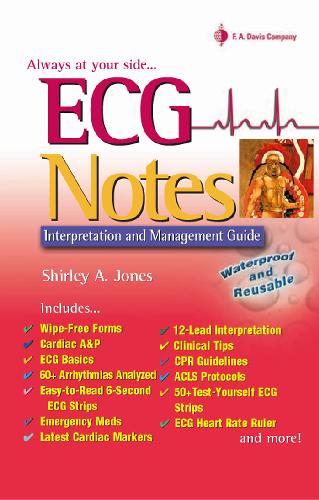 F. A. Davis Company
Always at your side...
ECG
Notes
Interpretation and Management Guide
Shirley A. Jones
Waterproof
and
Reusable
Includes...
Wipe-Free Forms
Cardiac A&P
ECG Basics
60+ Arrhythmias Analyzed
Easy-to-Read 6-Second
ECG Strips
Emergency Meds
Latest Cardiac Markers
12-Lead Interpretation
Clinical Tips
CPR Guidelines
ACLS Protocols
50+Test-Yourself ECG
Strips
ECG Heart Rate Ruler
and more!